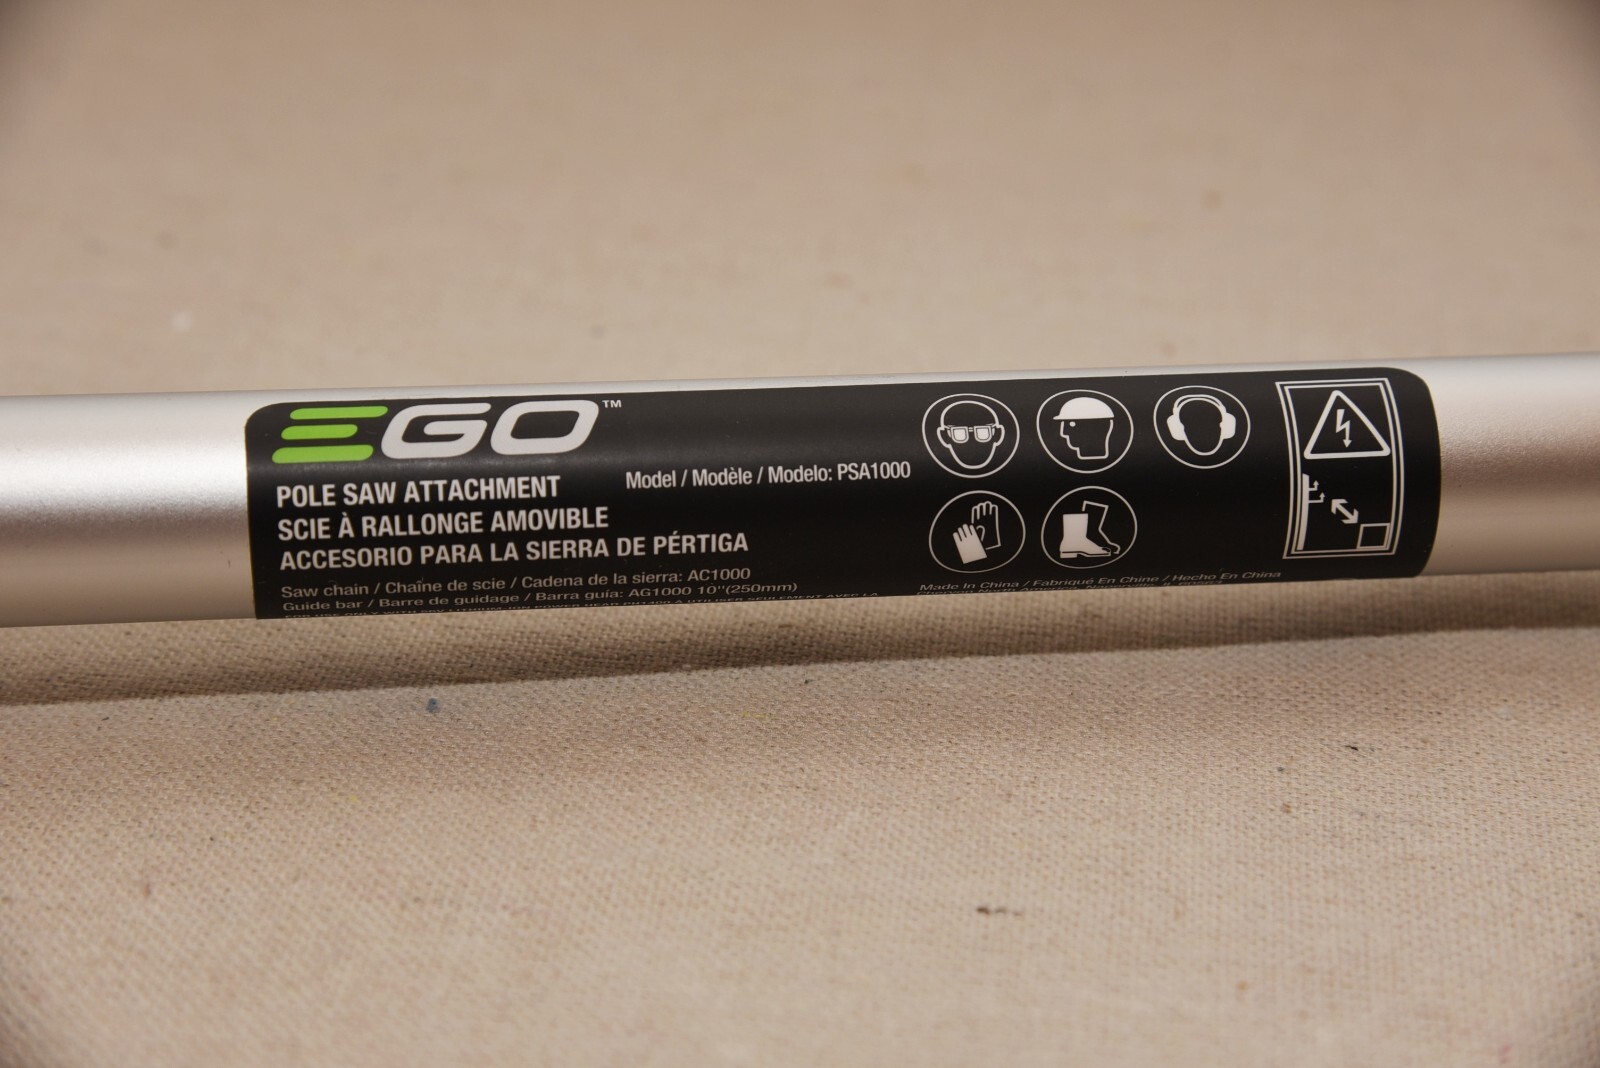 EGO™
POLE SAW ATTACHMENT
SCIE À RALLONGE AMOVIBLE
ACCESORIO PARA LA SIERRA DE PÉRTIGA
Model / Modèle / Modelo: PSA1000
Saw chain / Chaîne de scie / Cadena de la sierra: AC1000
Guide bar / Barre de guidage / Barra guía: AG1000 10"(250mm)
Made In China / Fabriqué En Chine / Hecho En China